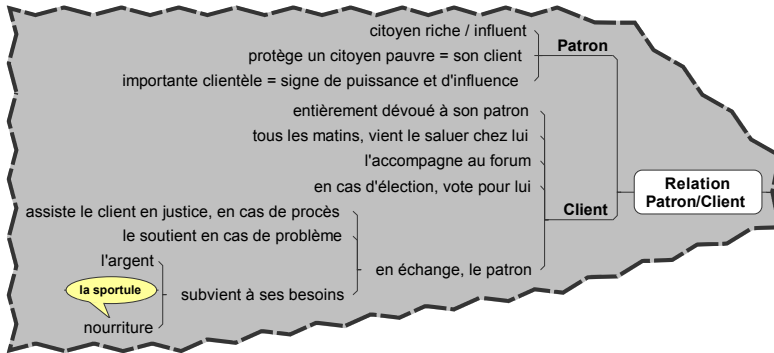 citoyen riche / influent
Patron
protège un citoyen pauvre = son client
importante clientèle = signe de puissance et d'influence
entièrement dévoué à son patron
tous les matins, vient le saluer chez lui
l'accompagne au forum
en cas d'élection, vote pour lui
Relation
Patron/Client
Client
assiste le client en justice, en cas de procès
le soutient en cas de problème
l'argent
en échange, le patron
la sportule
subvient à ses besoins
nourriture